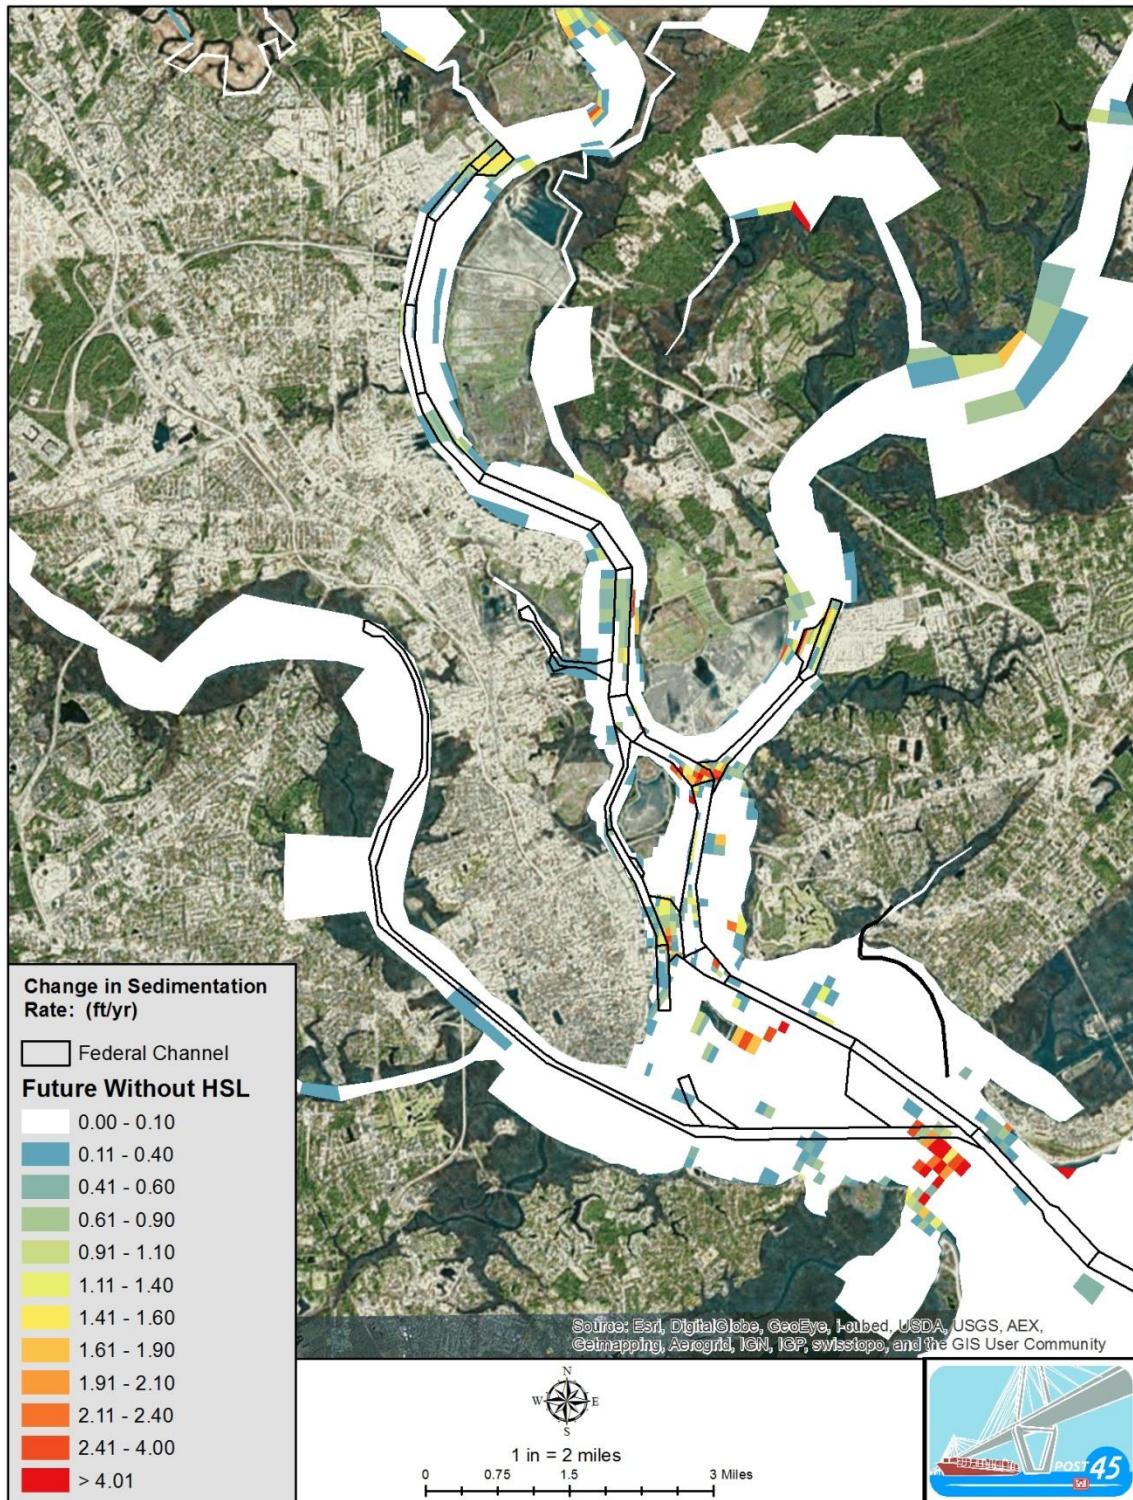 Change in Sedimentation
Rate: (ft/yr)
Federal Channel
Future Without HSL
0.00 - 0.10
0.11 - 0.40
0.41 - 0.60
0.61 - 0.90
0.91 - 1.10
1.11 - 1.40
1.41 - 1.60
1.61 - 1.90
1.91 - 2.10
2.11 - 2.40
2.41 - 4.00
> 4.01
Source: Esri, DigitalGlobe, GeoEye, i-cubed, USDA, USGS, AEX,
Getmapping, Aerogrid, IGN, IGP, swisstopo, and the GIS User Community
N
W E
S
1 in = 2 miles
0 0.75 1.5 3 Miles
POST 45